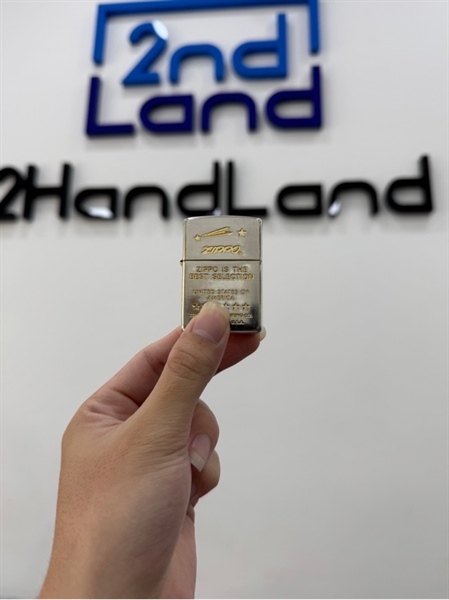 2nd
Land
2HandLand
ZIPPO
ZIPPO IS THE
BEST SELECTION
UNITED STATES OF
AMERICA